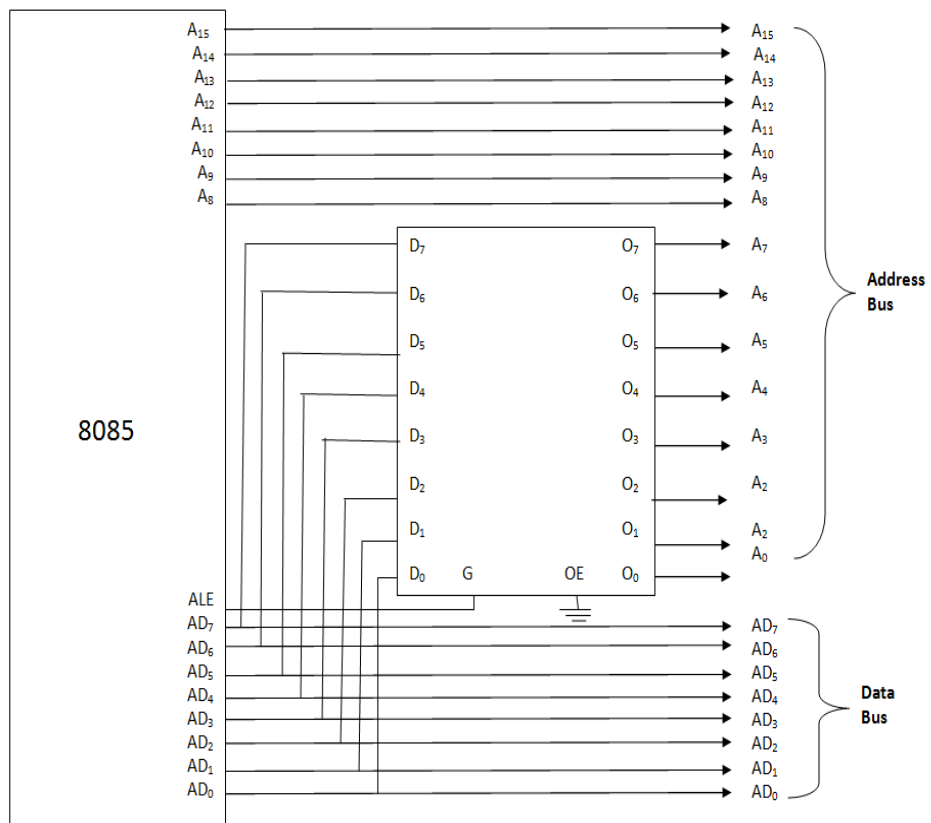 A₁₅ A₁₅
A₁₄ A₁₄
A₁₃ A₁₃
A₁₂ A₁₂
A₁₁ A₁₁
A₁₀ A₁₀
A₉ A₉
A₈ A₈
D₇ O₇ A₇
D₆ O₆ A₆
D₅ O₅ A₅
D₄ O₄ A₄
D₃ O₃ A₃
D₂ O₂ A₂
D₁ O₁ A₂
A₀
D₀ G OE O₀
Address
Bus
8085
ALE
AD₇ AD₇
AD₆ AD₆
AD₅ AD₅
AD₄ AD₄
AD₃ AD₃
AD₂ AD₂
AD₁ AD₁
AD₀ AD₀
Data
Bus